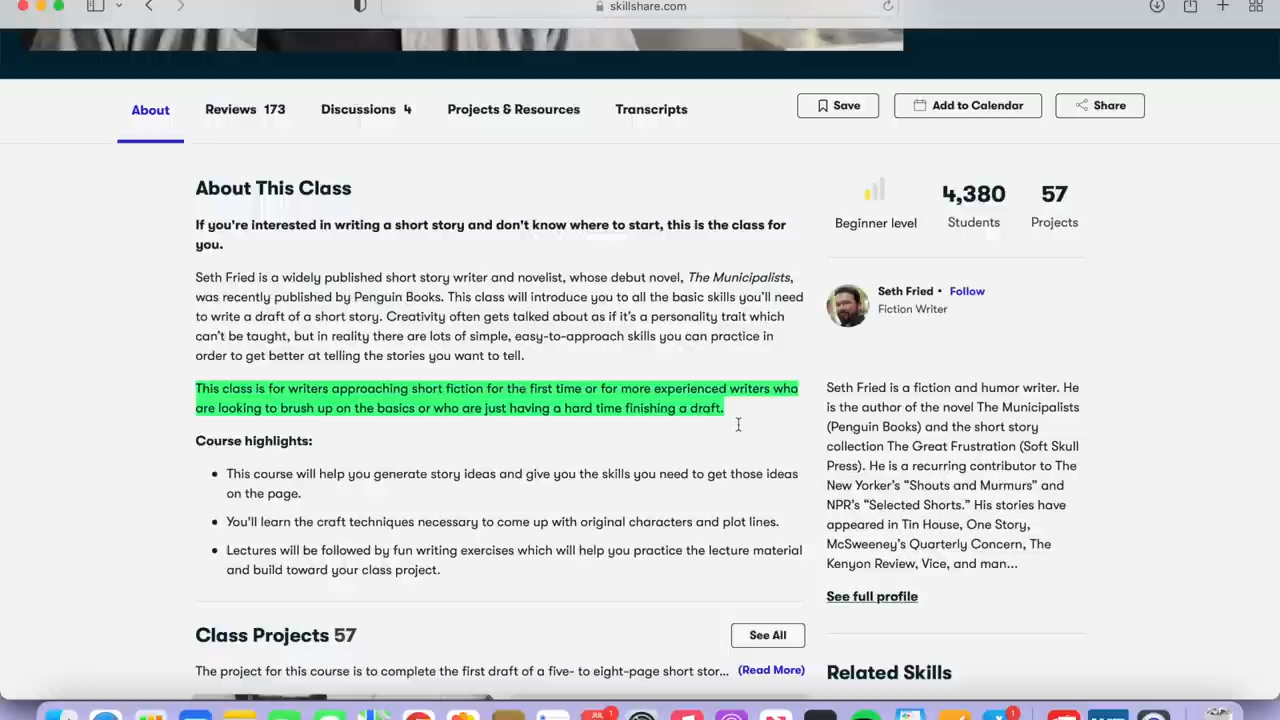 skillshare.com
About
Reviews 173
Discussions 4
Projects & Resources
Transcripts
Save
Add to Calendar
Share
About This Class
If you're interested in writing a short story and don't know where to start, this is the class for
you.
Seth Fried is a widely published short story writer and novelist, whose debut novel, The Municipalists,
was recently published by Penguin Books. This class will introduce you to all the basic skills you'll need
to write a draft of a short story. Creativity often gets talked about as if it's a personality trait which
can't be taught, but in reality there are lots of simple, easy-to-approach skills you can practice in
order to get better at telling the stories you want to tell.
This class is for writers approaching short fiction for the first time or for more experienced writers who
are looking to brush up on the basics or who are just having a hard time finishing a draft.
Course highlights:
• This course will help you generate story ideas and give you the skills you need to get those ideas
on the page.
• You'll learn the craft techniques necessary to come up with original characters and plot lines.
• Lectures will be followed by fun writing exercises which will help you practice the lecture material
and build toward your class project.
Class Projects 57
See All
The project for this course is to complete the first draft of a five- to eight-page short stor... (Read More)
Beginner level
4,380
Students
57
Projects
Seth Fried • Follow
Fiction Writer
Seth Fried is a fiction and humor writer. He
is the author of the novel The Municipalists
(Penguin Books) and the short story
collection The Great Frustration (Soft Skull
Press). He is a recurring contributor to The
New Yorker's “Shouts and Murmurs” and
NPR's “Selected Shorts.” His stories have
appeared in Tin House, One Story,
McSweeney's Quarterly Concern, The
Kenyon Review, Vice, and man...
See full profile
Related Skills
JUL
1
1